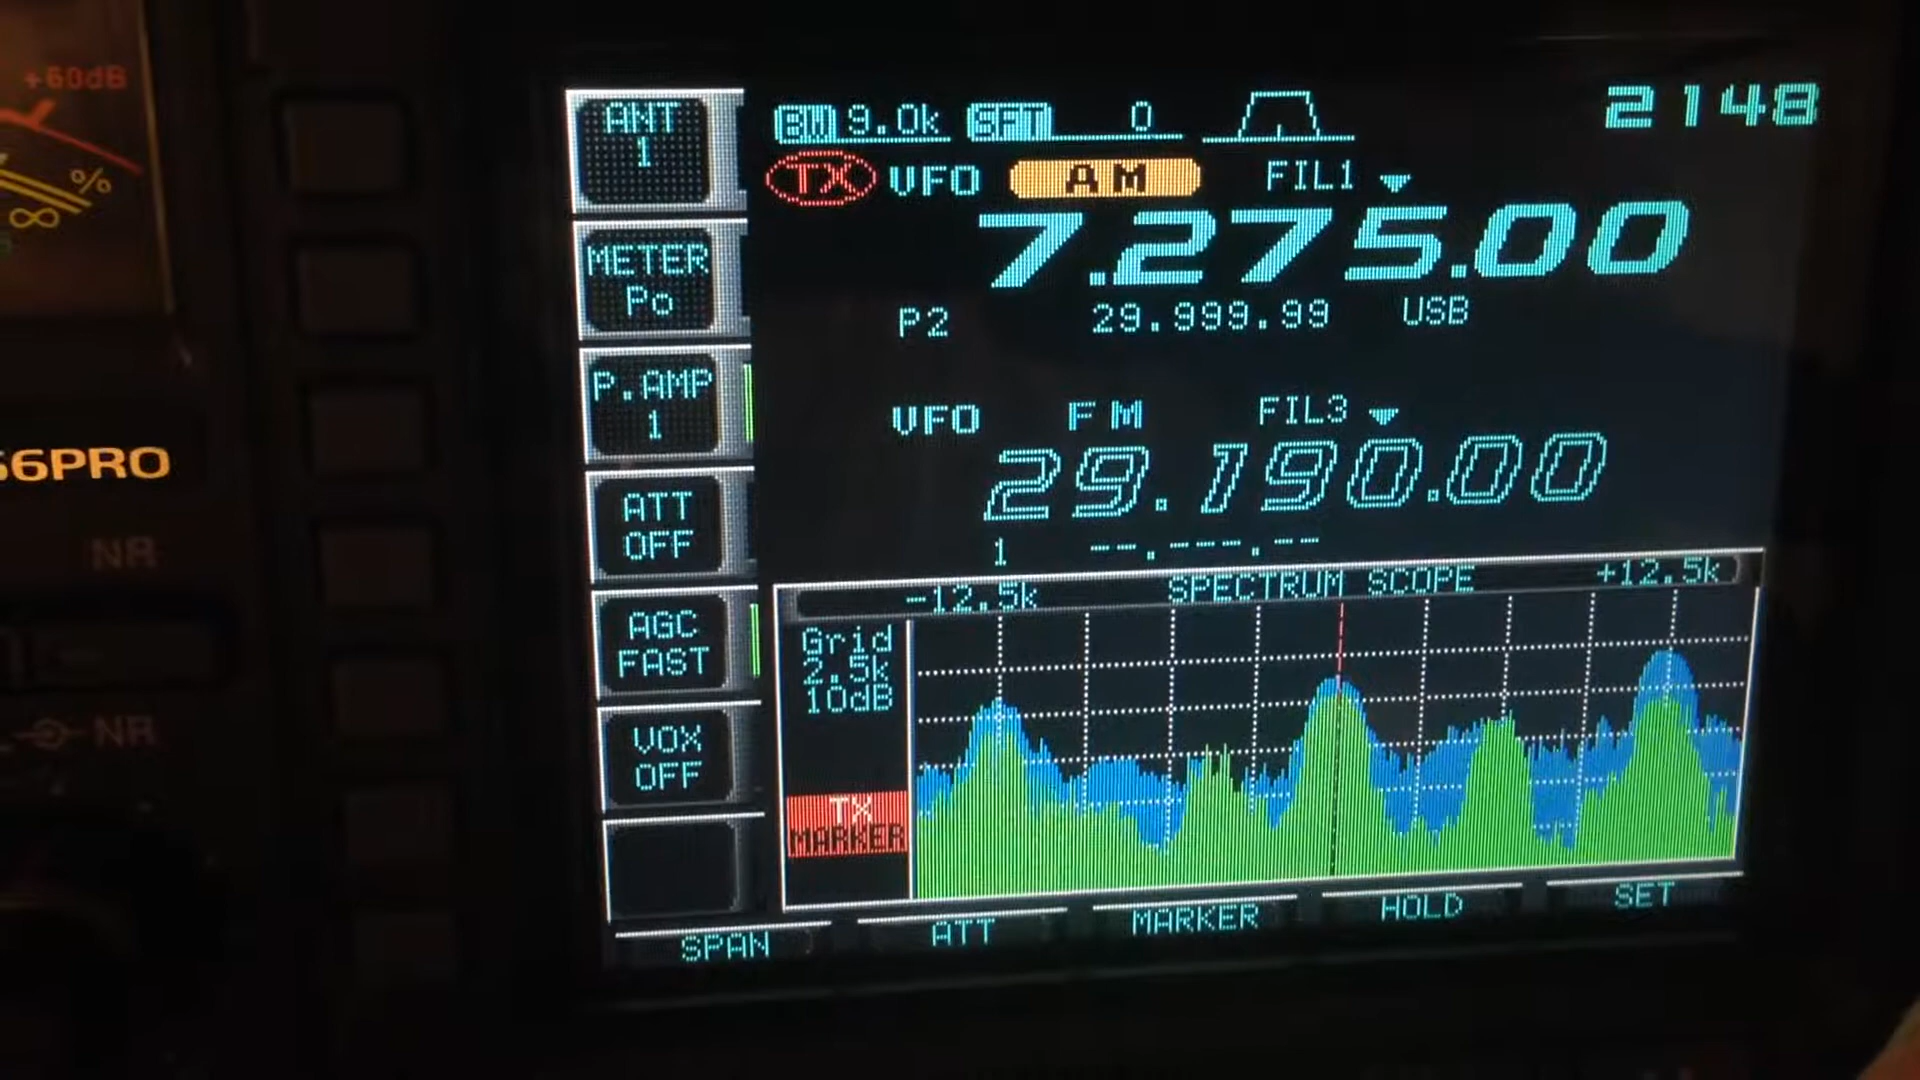 +60dB
%
∞
56PRO
NR
NR
ANT
1
METER
Po
P.AMP
1
ATT
OFF
AGC
FAST
VOX
OFF
BW 9.0k SFT 0
2148
TX VFO AM FIL1
7.275.00
P2 29.999.99 USB
VFO FM FIL3
29.190.00
1 --.---.--
-12.5k SPECTRUM SCOPE +12.5k
Grid
2.5k
10dB
TX
MARKER
SPAN ATT MARKER HOLD SET